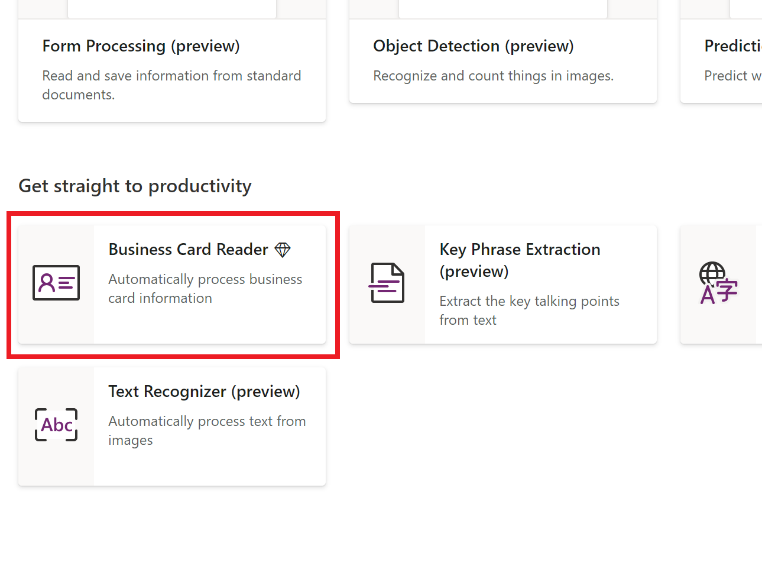 Form Processing (preview)
Read and save information from standard
documents.
Object Detection (preview)
Recognize and count things in images.
Predicti
Predict w
Get straight to productivity
Business Card Reader
Automatically process business
card information
Key Phrase Extraction
(preview)
Extract the key talking points
from text
A字
Abc
Text Recognizer (preview)
Automatically process text from
images